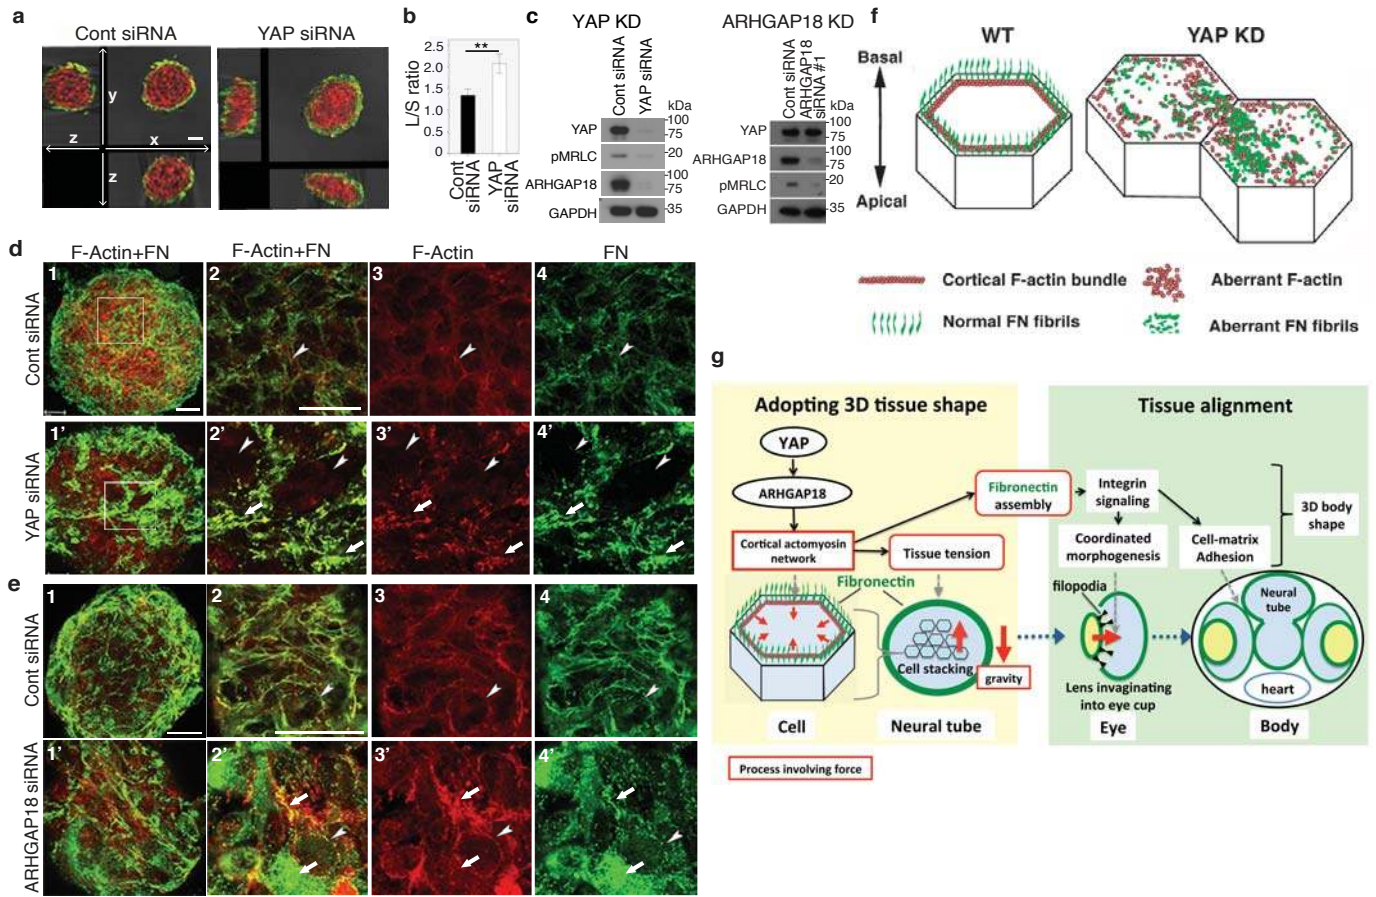 a
Cont siRNA
YAP siRNA
y
z
x
z
b
2.5
2.0
1.5
1.0
0.5
0
L/S ratio
**
Cont
siRNA
YAP
siRNA
c
YAP KD
Cont siRNA
YAP siRNA
kDa
YAP
100
75
pMRLC
20
ARHGAP18
100
75
GAPDH
35
ARHGAP18 KD
Cont siRNA
ARHGAP18
siRNA #1
kDa
YAP
100
75
ARHGAP18
100
75
pMRLC
20
GAPDH
35
d
F-Actin+FN
F-Actin+FN
F-Actin
FN
Cont siRNA
1
2
3
4
YAP siRNA
1’
2’
3’
4’
e
Cont siRNA
1
2
3
4
ARHGAP18 siRNA
1’
2’
3’
4’
f
WT
YAP KD
Basal
Apical
Cortical F-actin bundle
Aberrant F-actin
Normal FN fibrils
Aberrant FN fibrils
g
Adopting 3D tissue shape
Tissue alignment
YAP
ARHGAP18
Cortical actomyosin
network
Tissue tension
Fibronectin
assembly
Integrin
signaling
Coordinated
morphogenesis
Cell-matrix
Adhesion
3D body
shape
Fibronectin
Cell stacking
gravity
filopodia
Lens invaginating
into eye cup
Neural
tube
heart
Cell
Neural tube
Eye
Body
Process involving force